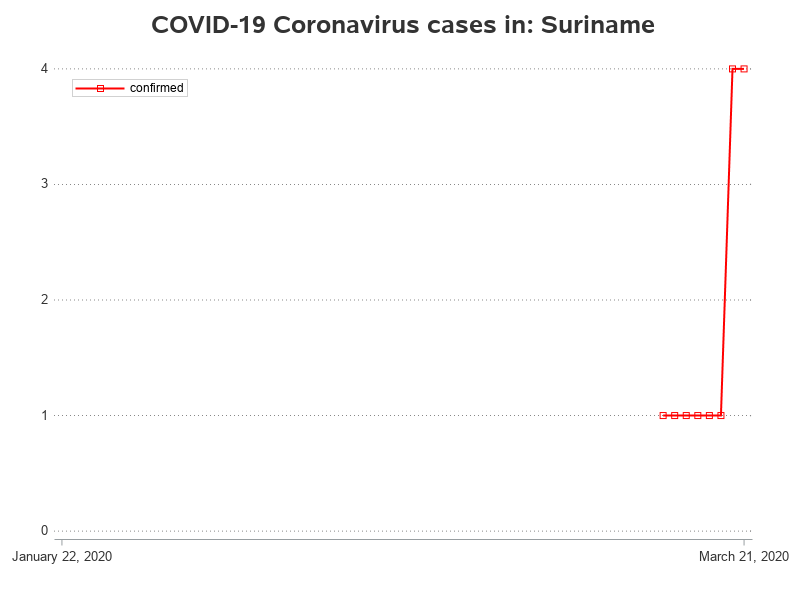 COVID-19 Coronavirus cases in: Suriname
4
confirmed
3
2
1
0
January 22, 2020
March 21, 2020